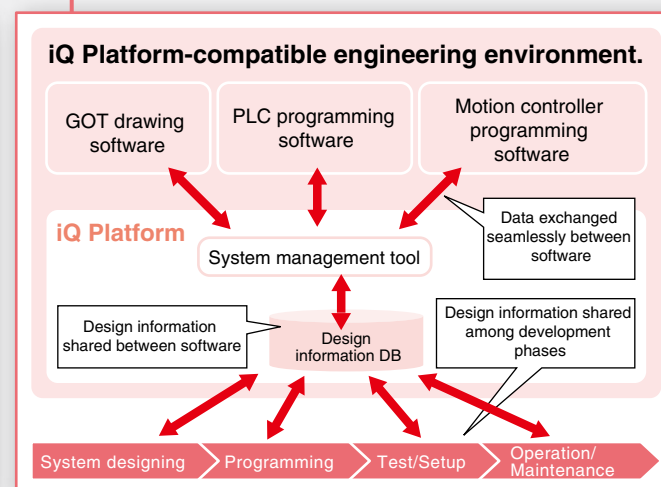 iQ Platform-compatible engineering environment.
GOT drawing
software
PLC programming
software
Motion controller
programming
software
iQ Platform
Data exchanged
seamlessly between
software
System management tool
Design information
shared between software
Design
information DB
Design information shared
among development
phases
System designing
Programming
Test/Setup
Operation/
Maintenance